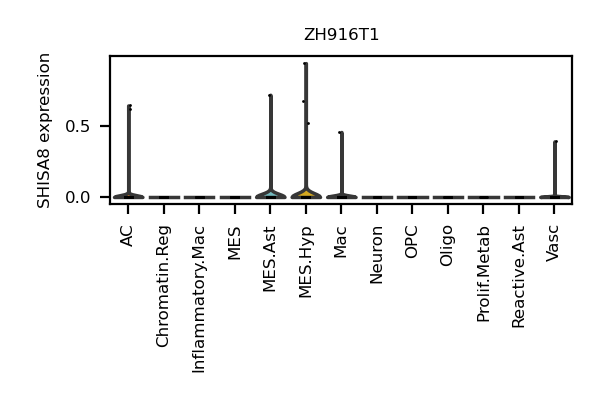 ZH916T1
SHISA8 expression
0.5
0.0
AC
Chromatin.Reg
Inflammatory.Mac
MES
MES.Ast
MES.Hyp
Mac
Neuron
OPC
Oligo
Prolif.Metab
Reactive.Ast
Vasc